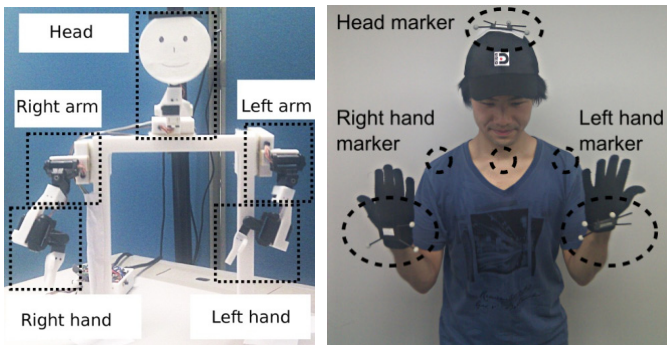 Head
Right arm
Left arm
Right hand
Left hand
Head marker
Right hand
marker
Left hand
marker